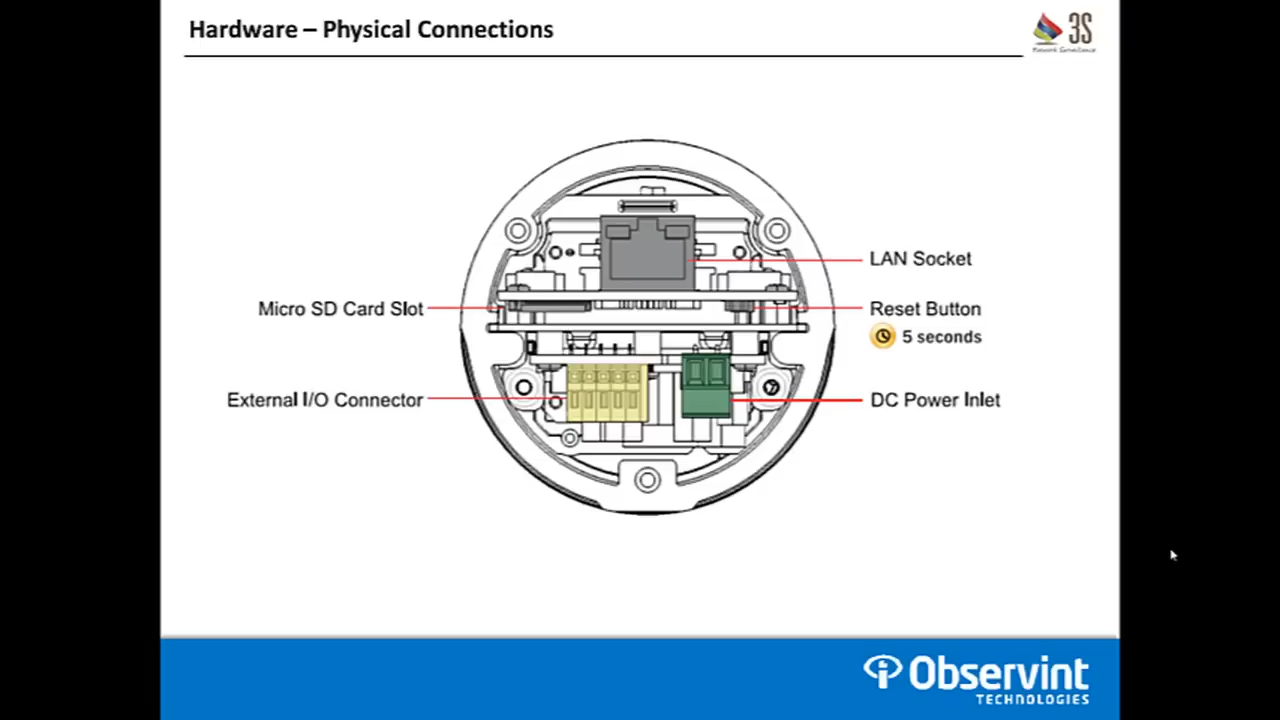 Hardware – Physical Connections
3S
LAN Socket
Micro SD Card Slot
Reset Button
5 seconds
External I/O Connector
DC Power Inlet
Observint
TECHNOLOGIES